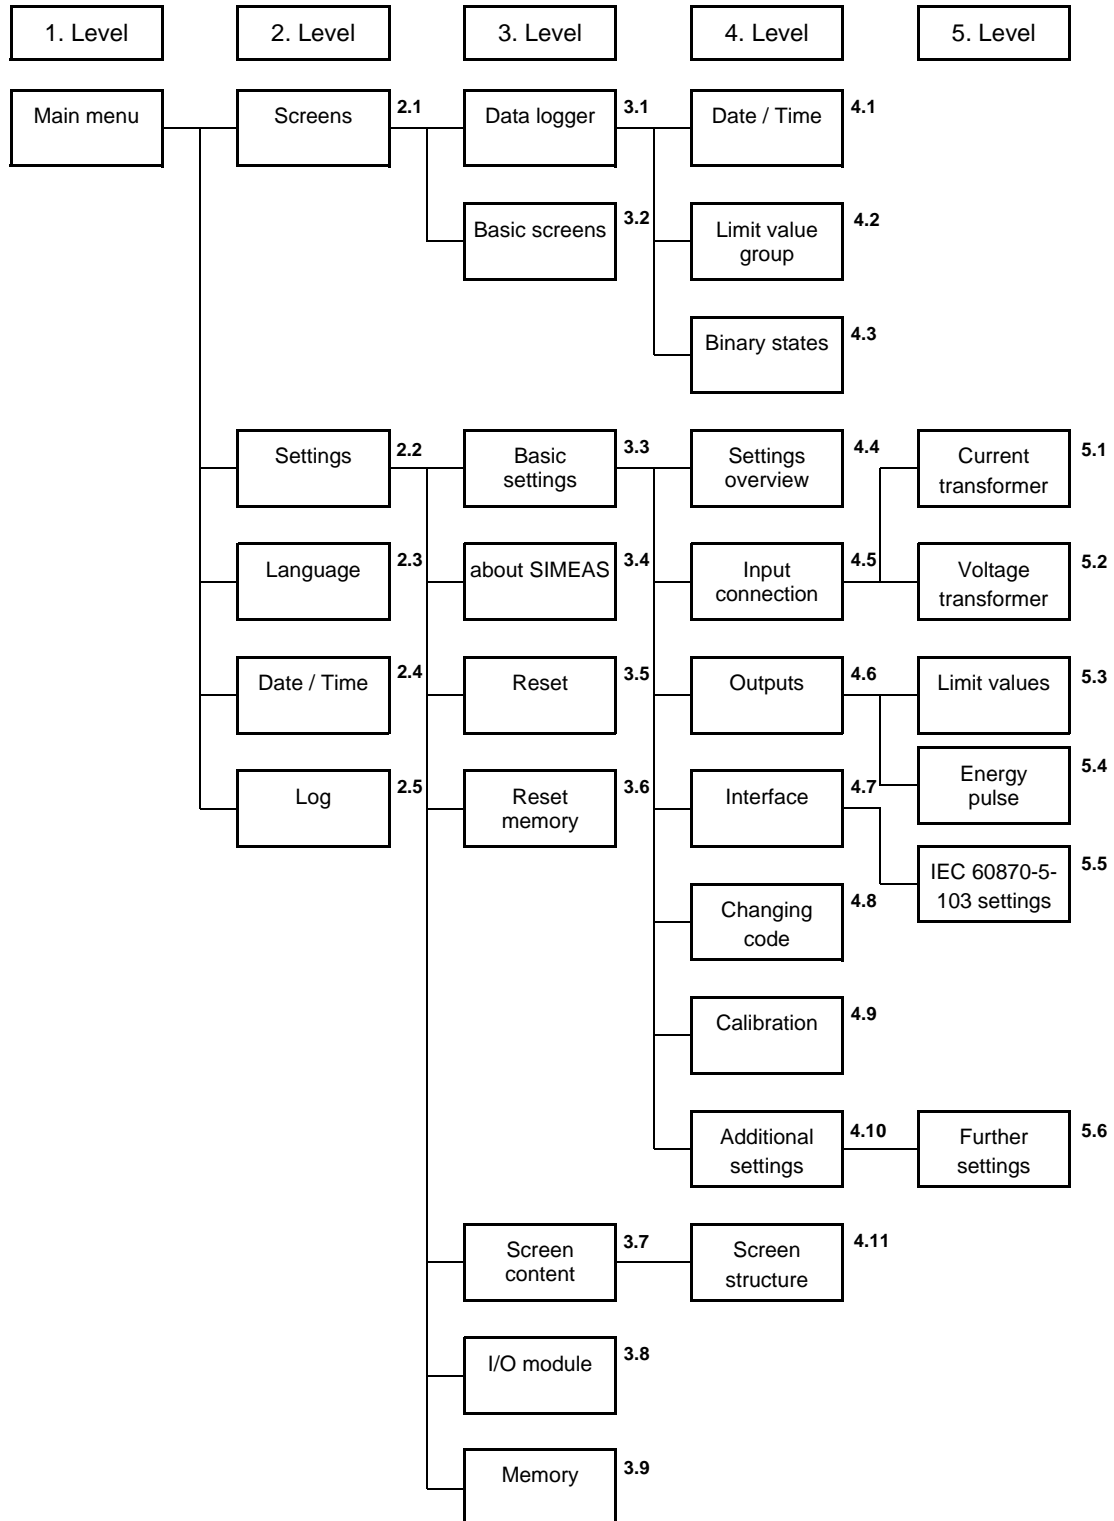 1. Level
2. Level
3. Level
4. Level
5. Level
Main menu
Screens
2.1
Data logger
3.1
Date / Time
4.1
Basic screens
3.2
Limit value
group
4.2
Binary states
4.3
Settings
2.2
Basic
settings
3.3
Settings
overview
4.4
Current
transformer
5.1
Language
2.3
about SIMEAS
3.4
Input
connection
4.5
Voltage
transformer
5.2
Date / Time
2.4
Reset
3.5
Outputs
4.6
Limit values
5.3
Log
2.5
Reset
memory
3.6
Interface
4.7
Energy
pulse
5.4
IEC 60870-5-
103 settings
5.5
Changing
code
4.8
Calibration
4.9
Additional
settings
4.10
Further
settings
5.6
Screen
content
3.7
Screen
structure
4.11
I/O module
3.8
Memory
3.9